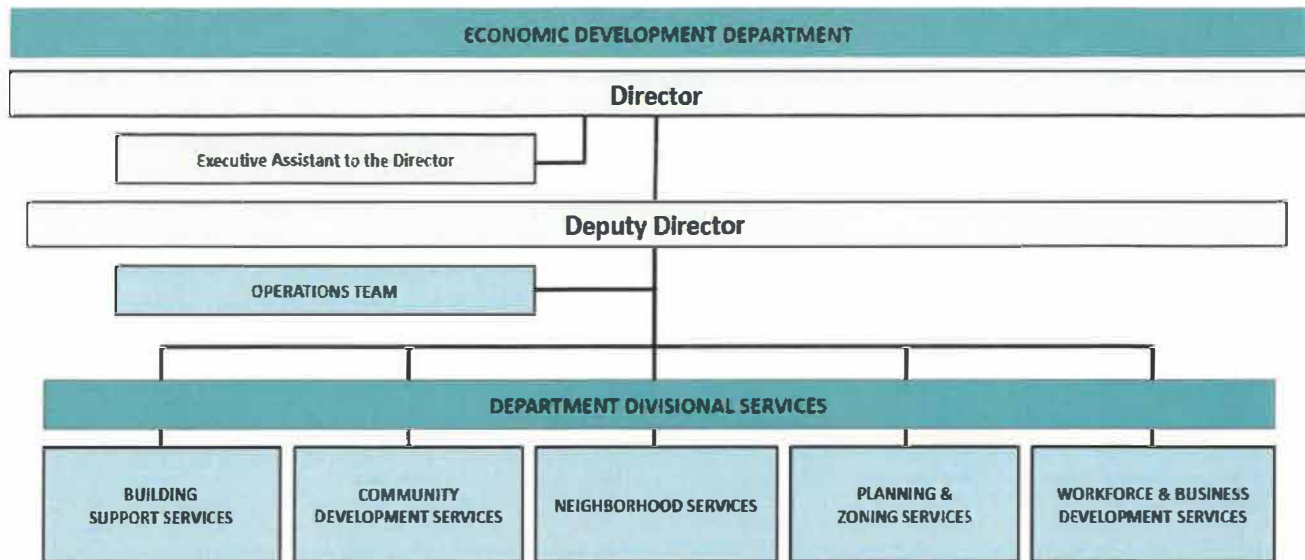 ECONOMIC DEVELOPMENT DEPARTMENT
Director
Executive Assistant to the Director
Deputy Director
OPERATIONS TEAM
DEPARTMENT DIVISIONAL SERVICES
BUILDING
SUPPORT SERVICES
COMMUNITY
DEVELOPMENT SERVICES
NEIGHBORHOOD SERVICES
PLANNING &
ZONING SERVICES
WORKFORCE & BUSINESS
DEVELOPMENT SERVICES